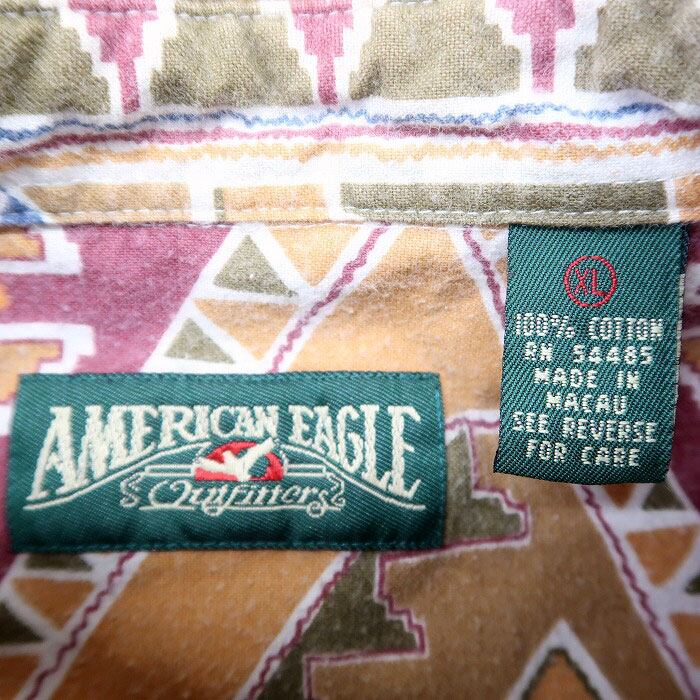 AMERICAN EAGLE
Outfitters
XL
100% COTTON
RN 54485
MADE IN
MACAU
SEE REVERSE
FOR CARE